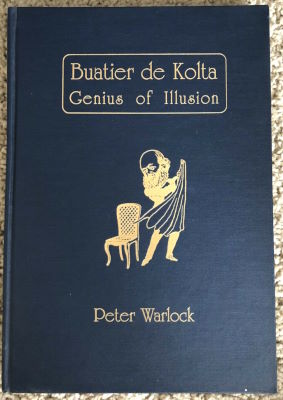 Buatier de Kolta
Genius of Illusion
Peter Warlock